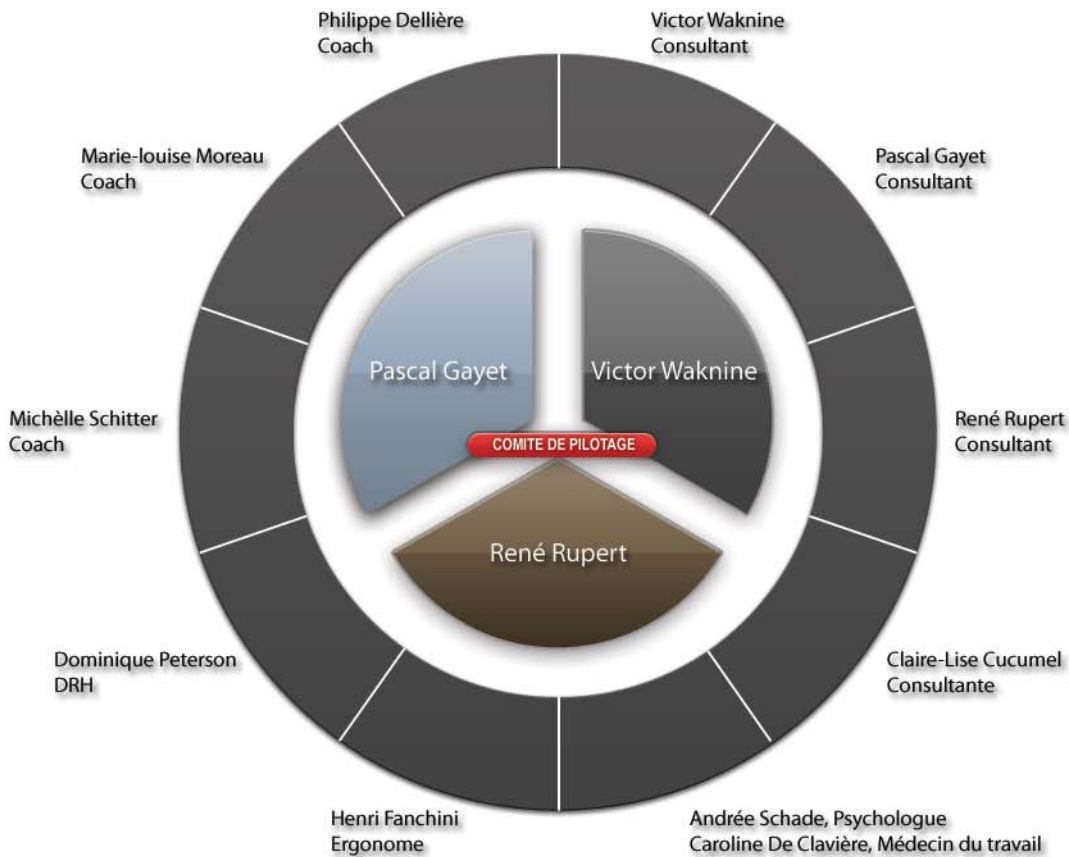 Philippe Dellière
Coach
Victor Waknine
Consultant
Marie-louise Moreau
Coach
Pascal Gayet
Consultant
Pascal Gayet
Victor Waknine
Michèlle Schitter
Coach
COMITE DE PILOTAGE
René Rupert
Consultant
René Rupert
Dominique Peterson
DRH
Claire-Lise Cucumel
Consultante
Henri Fanchini
Ergonome
Andrée Schade, Psychologue
Caroline De Clavière, Médecin du travail